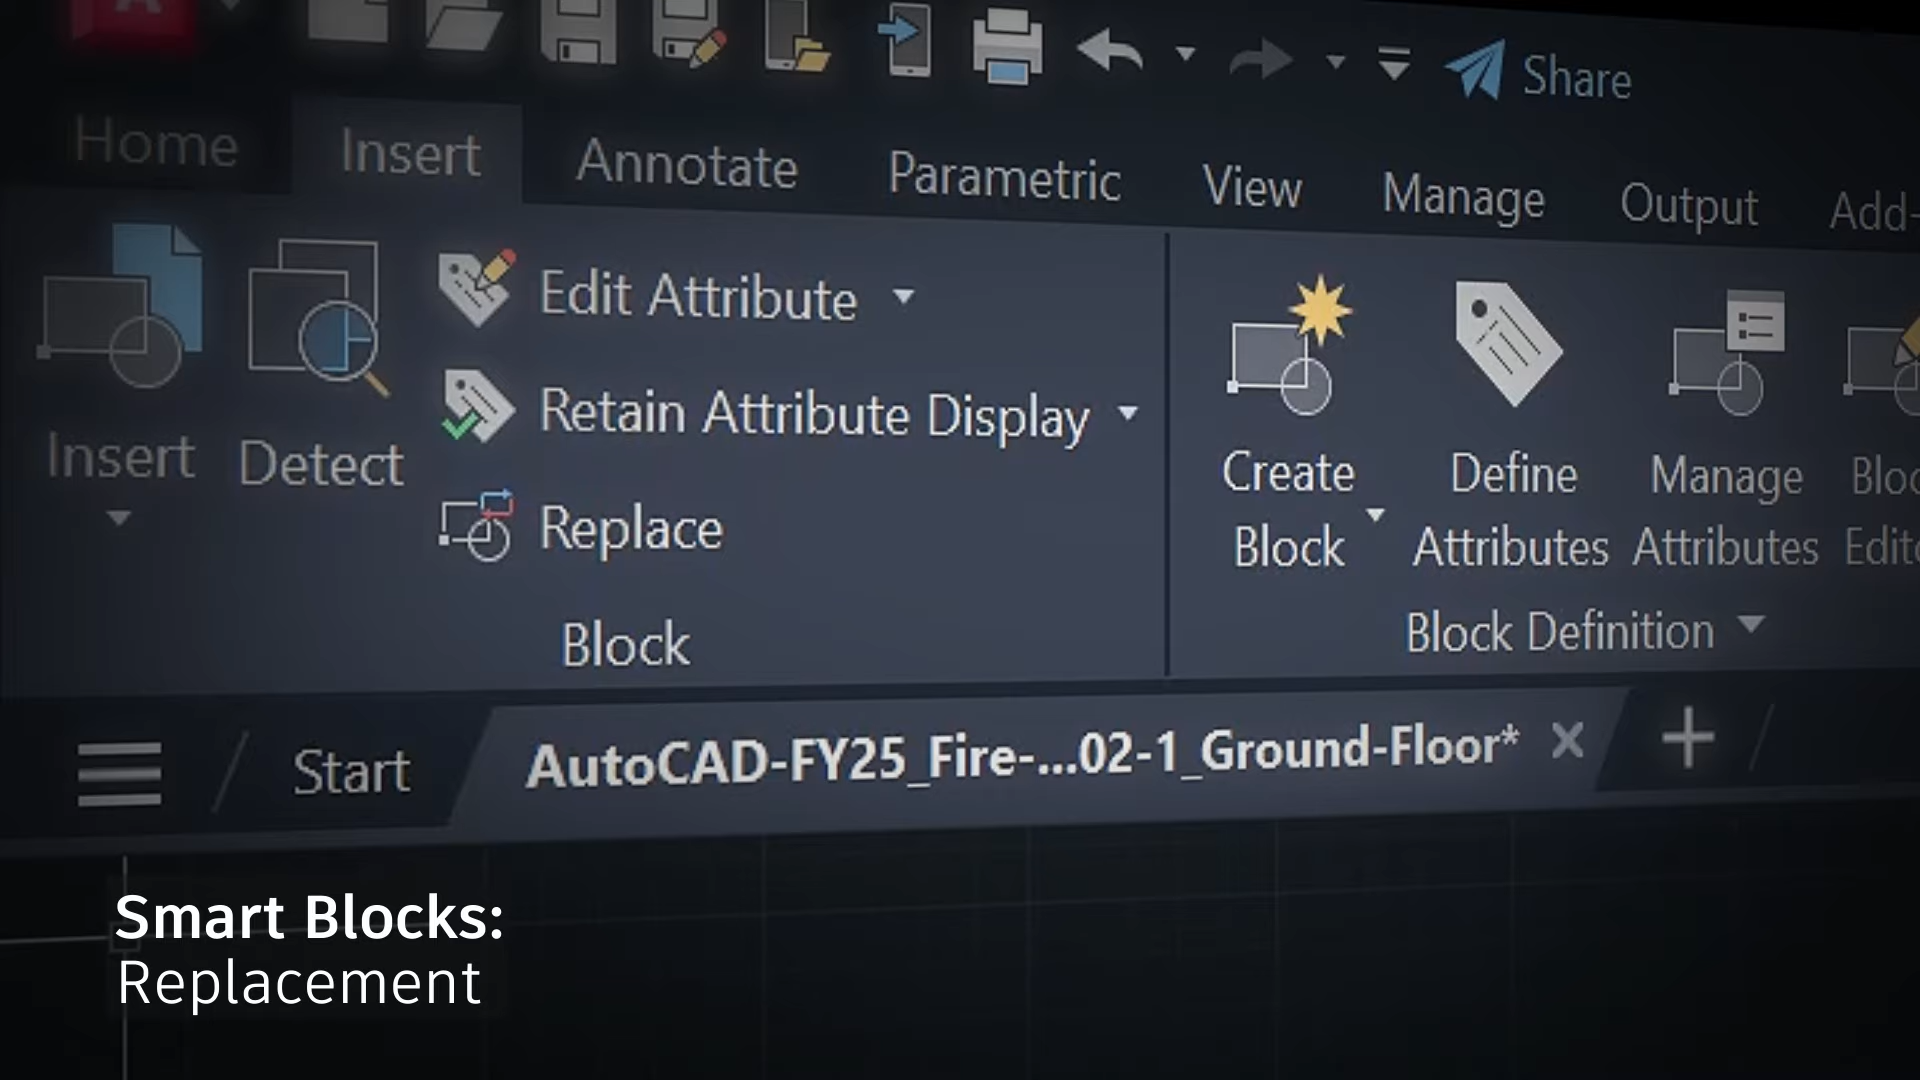 Share
Home Insert Annotate Parametric View Manage Output Add-
Edit Attribute
Retain Attribute Display
Replace
Insert
Detect
Block
Create
Block
Define
Attributes
Manage
Attributes
Block Definition
Start
AutoCAD-FY25_Fire-...02-1_Ground-Floor*
Smart Blocks:
Replacement